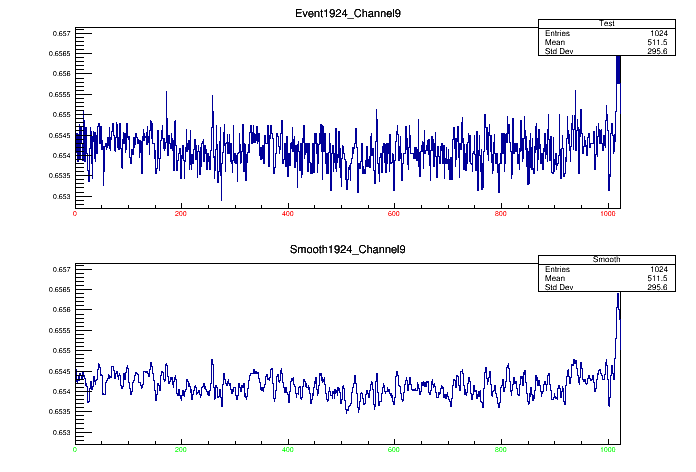 Event1924_Channel9
Test
Entries 1024
Mean 511.5
Std Dev 295.6
0.657
0.6565
0.656
0.6555
0.655
0.6545
0.654
0.6535
0.653
0 200 400 600 800 1000
Smooth1924_Channel9
Smooth
Entries 1024
Mean 511.5
Std Dev 295.6
0.657
0.6565
0.656
0.6555
0.655
0.6545
0.654
0.6535
0.653
0 200 400 600 800 1000